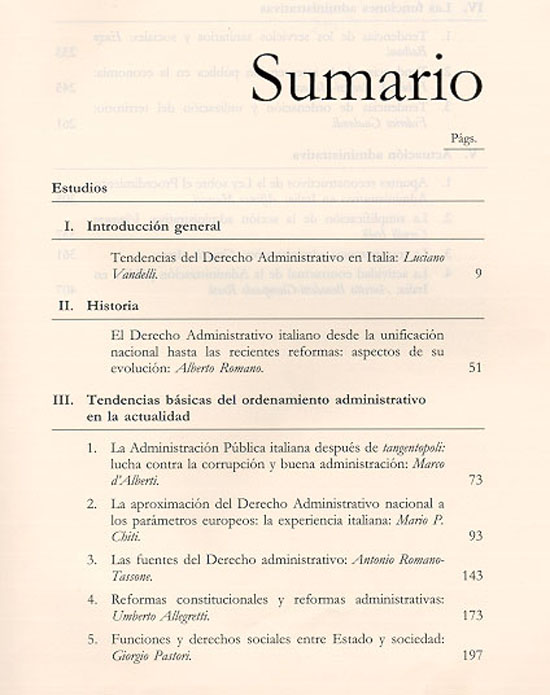 Sumario
Págs.
Estudios
I. Introducción general
Tendencias del Derecho Administrativo en Italia: Luciano
Vandelli. 9
II. Historia
El Derecho Administrativo italiano desde la unificación
nacional hasta las recientes reformas: aspectos de su
evolución: Alberto Romano. 51
III. Tendencias básicas del ordenamiento administrativo
en la actualidad
1. La Administración Pública italiana después de tangentopoli:
lucha contra la corrupción y buena administración: Marco
d'Alberti. 73
2. La aproximación del Derecho Administrativo nacional a
los parámetros europeos: la experiencia italiana: Mario P.
Chiti. 93
3. Las fuentes del Derecho administrativo: Antonio Romano-
Tassone. 143
4. Reformas constitucionales y reformas administrativas:
Umberto Allegretti. 173
5. Funciones y derechos sociales entre Estado y sociedad:
Giorgio Pastori. 197